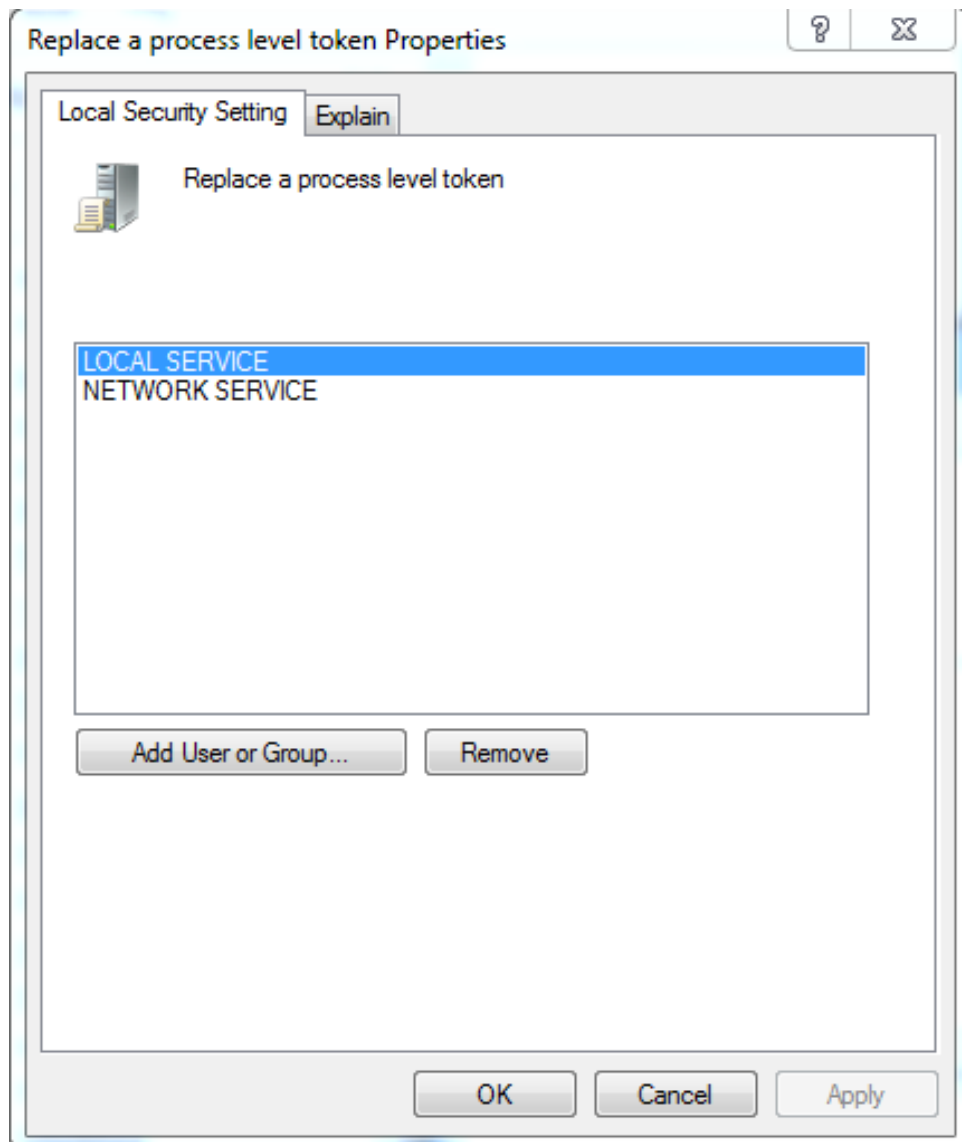 Replace a process level token Properties
Local Security Setting
Explain
Replace a process level token
LOCAL SERVICE
NETWORK SERVICE
Add User or Group...
Remove
OK
Cancel
Apply